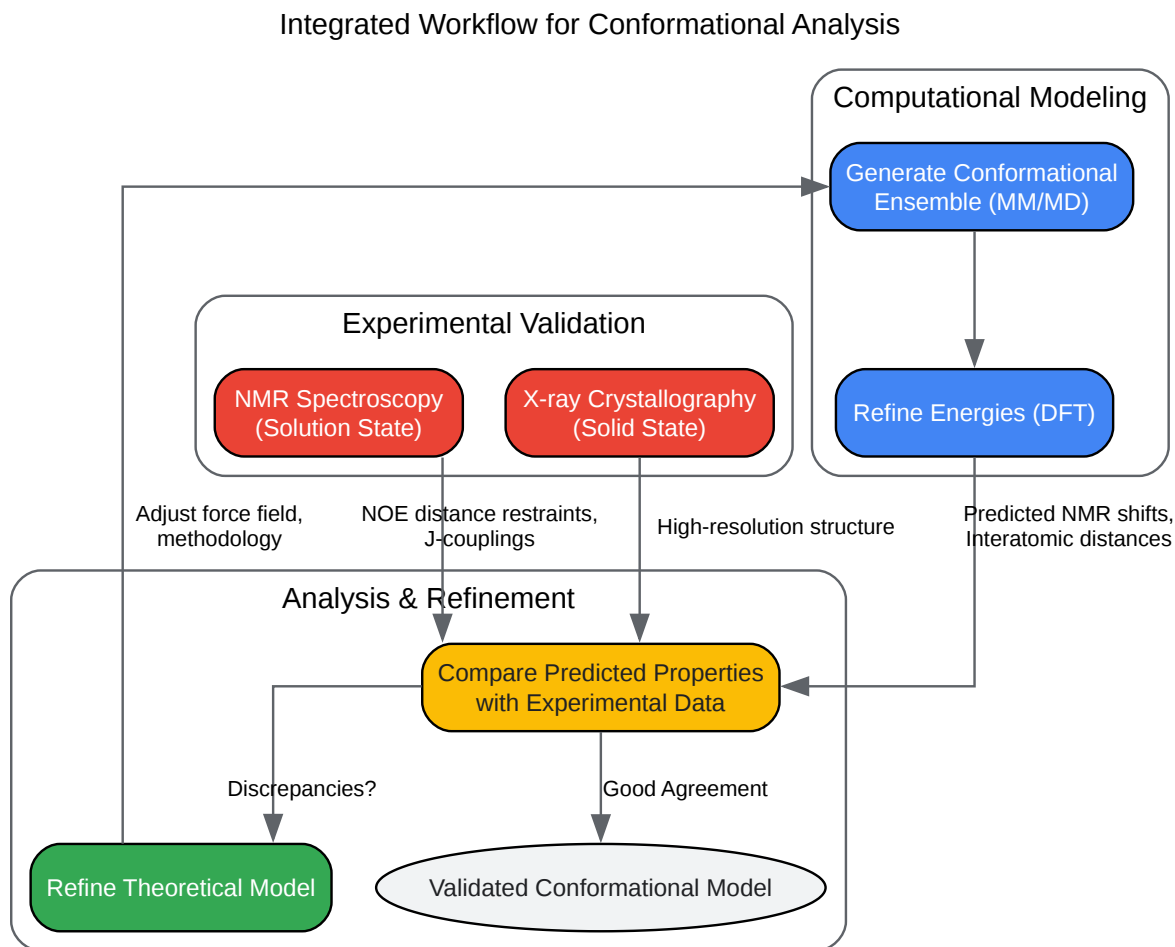 Integrated Workflow for Conformational Analysis
Computational Modeling
Generate Conformational
Ensemble (MM/MD)
Experimental Validation
NMR Spectroscopy
(Solution State)
X-ray Crystallography
(Solid State)
Refine Energies (DFT)
Adjust force field,
methodology
NOE distance restraints,
J-couplings
High-resolution structure
Predicted NMR shifts,
Interatomic distances
Analysis & Refinement
Compare Predicted Properties
with Experimental Data
Discrepancies?
Good Agreement
Refine Theoretical Model
Validated Conformational Model